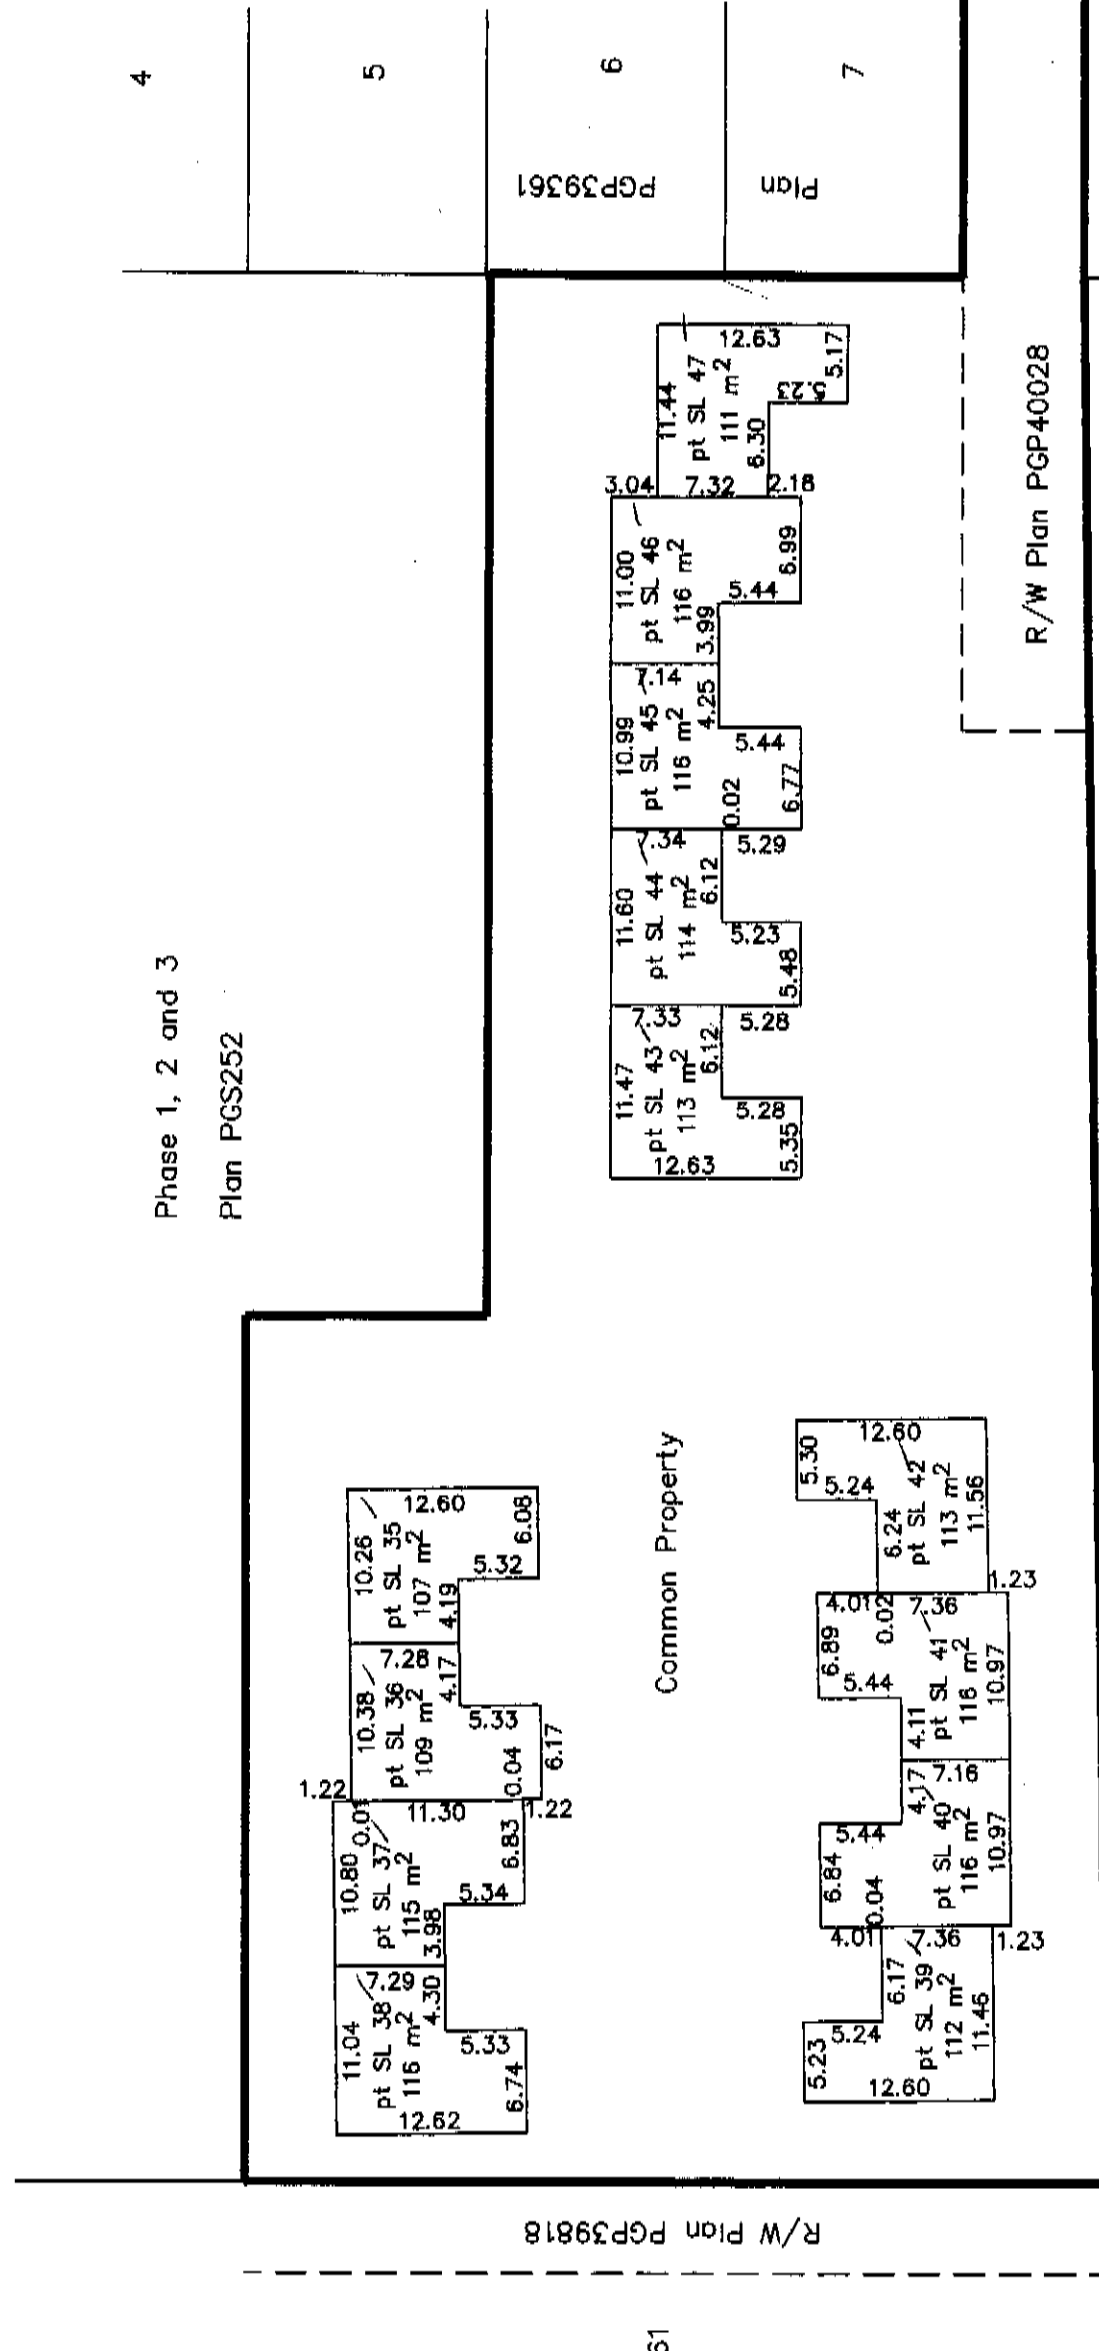 4
5
6
7
PGP39361
Plan
R/W Plan PGP40028
Phase 1, 2 and 3
Plan PGS252
12.63
11.44
pt SL 47
111 m2
5.17
5.23
6.30
3.04
7.32
2.18
11.00
pt SL 46
116 m2
6.99
5.44
3.99
7.14
10.99
pt SL 45
116 m2
4.25
5.44
0.02
6.77
7.34
5.29
11.60
pt SL 44
114 m2
6.12
5.23
5.48
7.33
5.28
11.47
pt SL 43
113 m2
6.12
5.28
5.35
12.63
Common Property
12.60
10.26
pt SL 35
107 m2
6.08
5.32
4.19
7.28
10.38
pt SL 36
109 m2
4.17
5.33
0.04
6.17
1.22
11.30
1.22
0.01
10.80
pt SL 37
115 m2
6.83
5.34
3.98
7.29
11.04
pt SL 38
116 m2
4.30
5.33
6.74
12.62
12.60
5.30
5.24
6.24
pt SL 42
113 m2
11.56
1.23
4.01
0.02
7.36
6.89
5.44
4.11
pt SL 41
116 m2
10.97
7.16
4.17
5.44
6.84
0.04
pt SL 40
116 m2
10.97
4.01
7.36
1.23
6.17
5.24
5.23
pt SL 39
112 m2
11.46
12.60
R/W Plan PGP39818
61